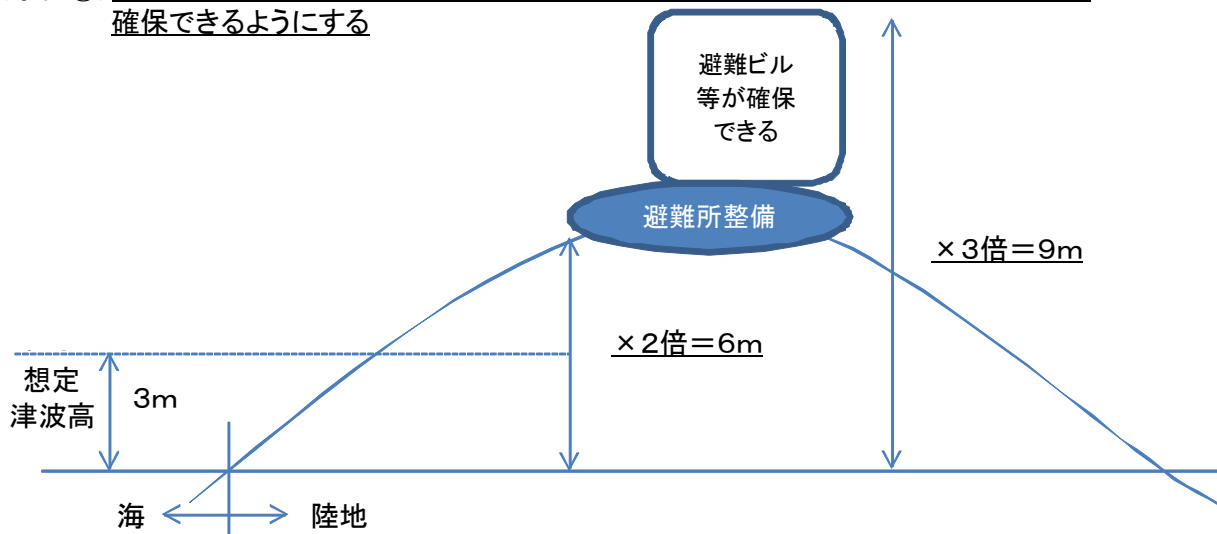 確保できるようにする
避難ビル
等が確保
できる
避難所整備
×3倍=9m
×2倍=6m
想定
津波高
3m
海
陸地